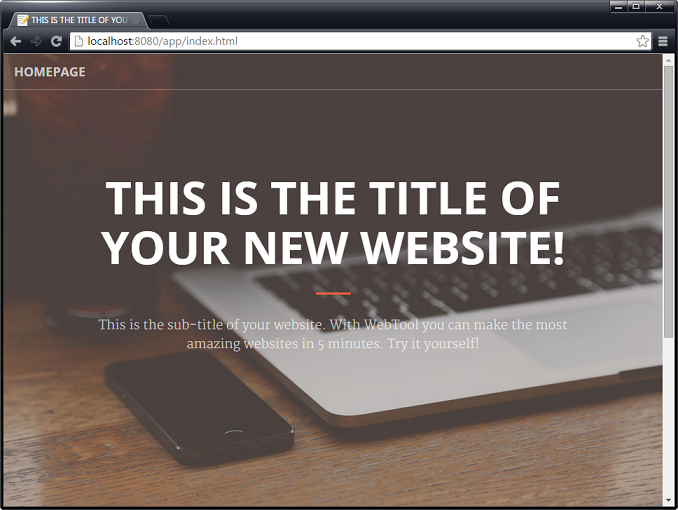 THIS IS THE TITLE OF YOU
localhost:8080/app/index.html
HOMEPAGE
THIS IS THE TITLE OF
YOUR NEW WEBSITE!
This is the sub-title of your website. With WebTool you can make the most
amazing websites in 5 minutes. Try it yourself!